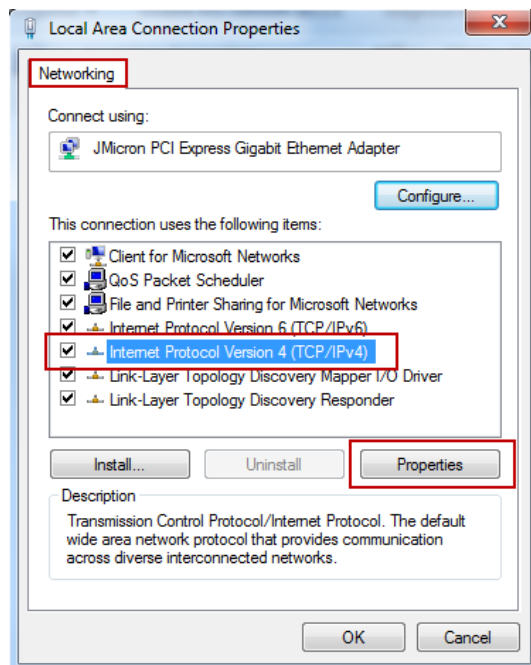 Local Area Connection Properties
Networking
Connect using:
JMicron PCI Express Gigabit Ethernet Adapter
Configure...
This connection uses the following items:
Client for Microsoft Networks
QoS Packet Scheduler
File and Printer Sharing for Microsoft Networks
Internet Protocol Version 6 (TCP/IPv6)
Internet Protocol Version 4 (TCP/IPv4)
Link-Layer Topology Discovery Mapper I/O Driver
Link-Layer Topology Discovery Responder
Install... Uninstall Properties
Description
Transmission Control Protocol/Internet Protocol. The default
wide area network protocol that provides communication
across diverse interconnected networks.
OK Cancel